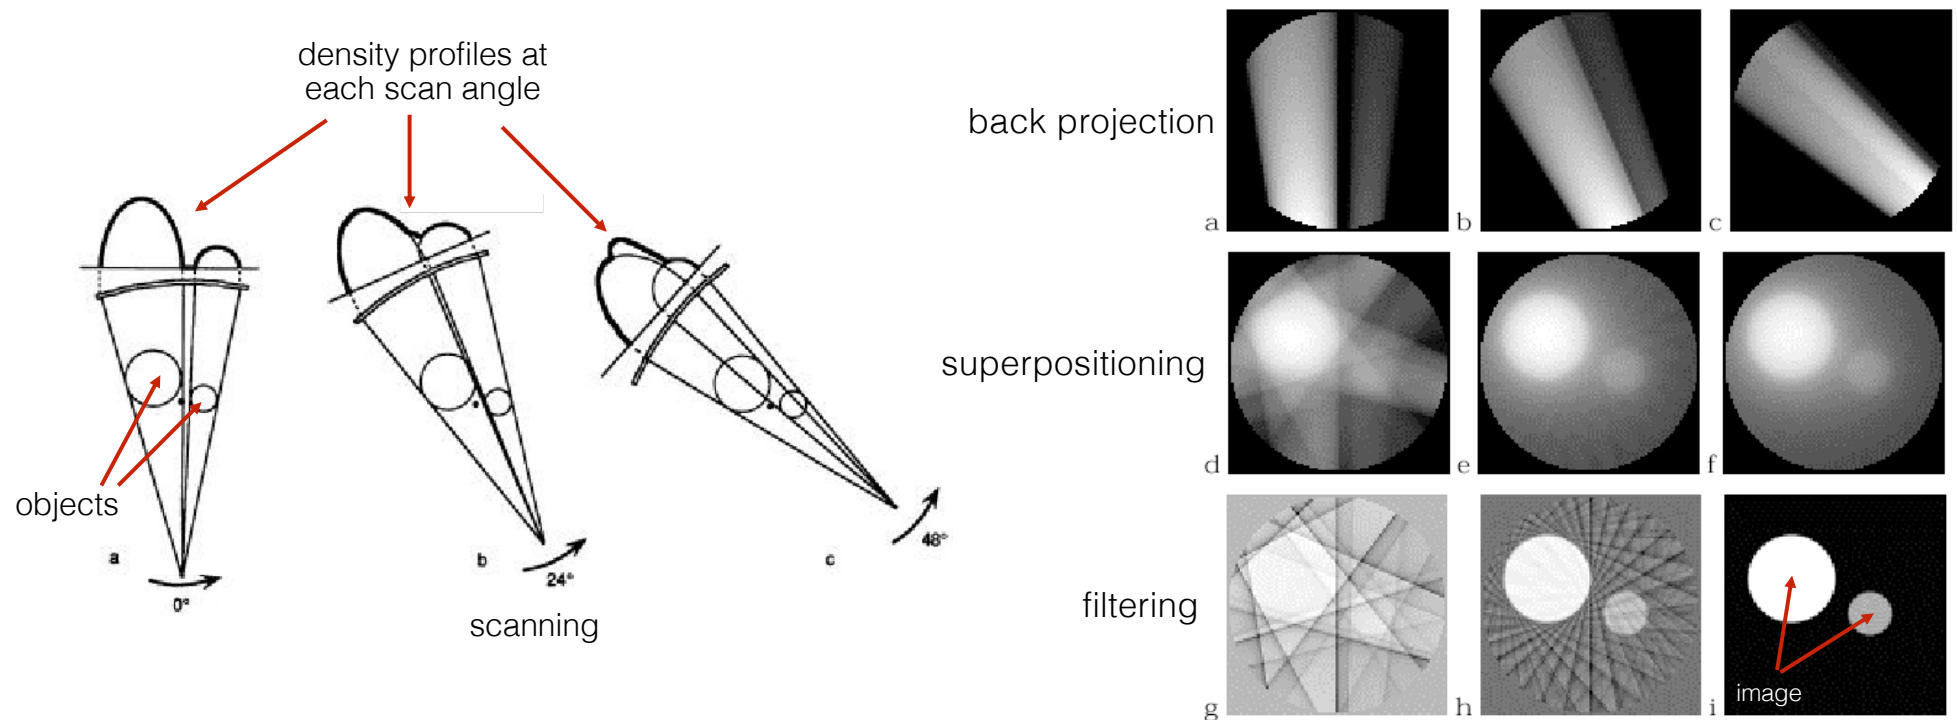 density profiles at
each scan angle
objects
a
0°
b
24°
c
48°
scanning
back projection
a
b
c
superpositioning
d
e
f
filtering
g
h
i
image